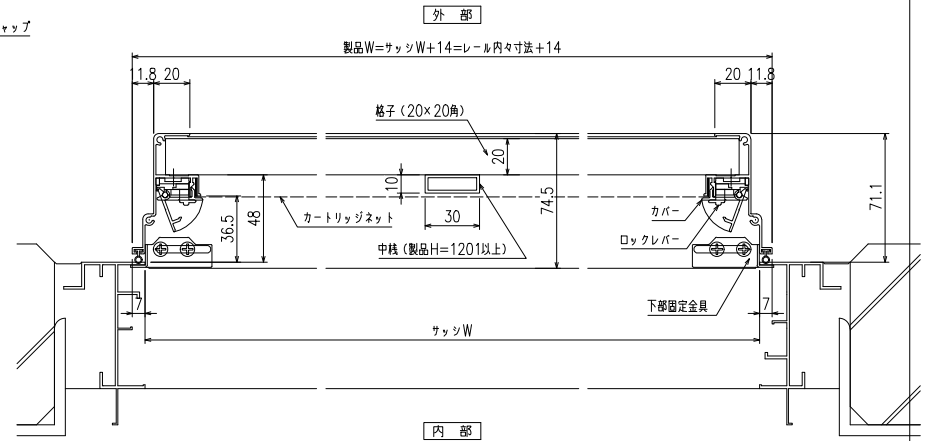 外 部
ャップ
製品W=サッシW+14=レール内々寸法+14
11.8
20
20
11.8
格子（20×20角）
20
10
74.5
71.1
30
カートリッジネット
36.5
48
カバー
ロックレバー
中桟（製品H=1201以上）
7
下部固定金具
7
サッシW
内 部